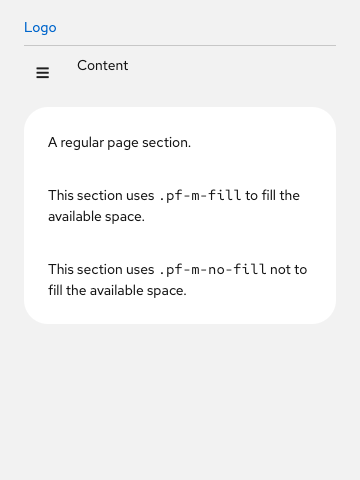 Logo
Content
A regular page section.
This section uses .pf-m-fill to fill the
available space.
This section uses .pf-m-no-fill not to
fill the available space.